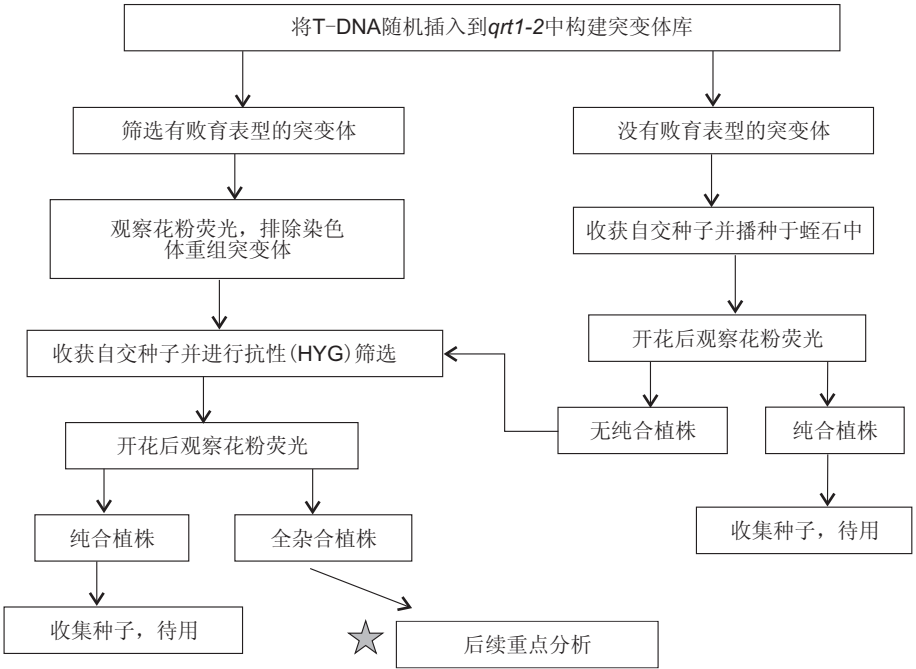 将T-DNA随机插入到qrt1-2中构建突变体库
筛选有败育表型的突变体
没有败育表型的突变体
观察花粉荧光，排除染色
体重组突变体
收获自交种子并播种于蛭石中
收获自交种子并进行抗性(HYG)筛选
开花后观察花粉荧光
无纯合植株
纯合植株
开花后观察花粉荧光
纯合植株
全杂合植株
收集种子，待用
收集种子，待用
后续重点分析